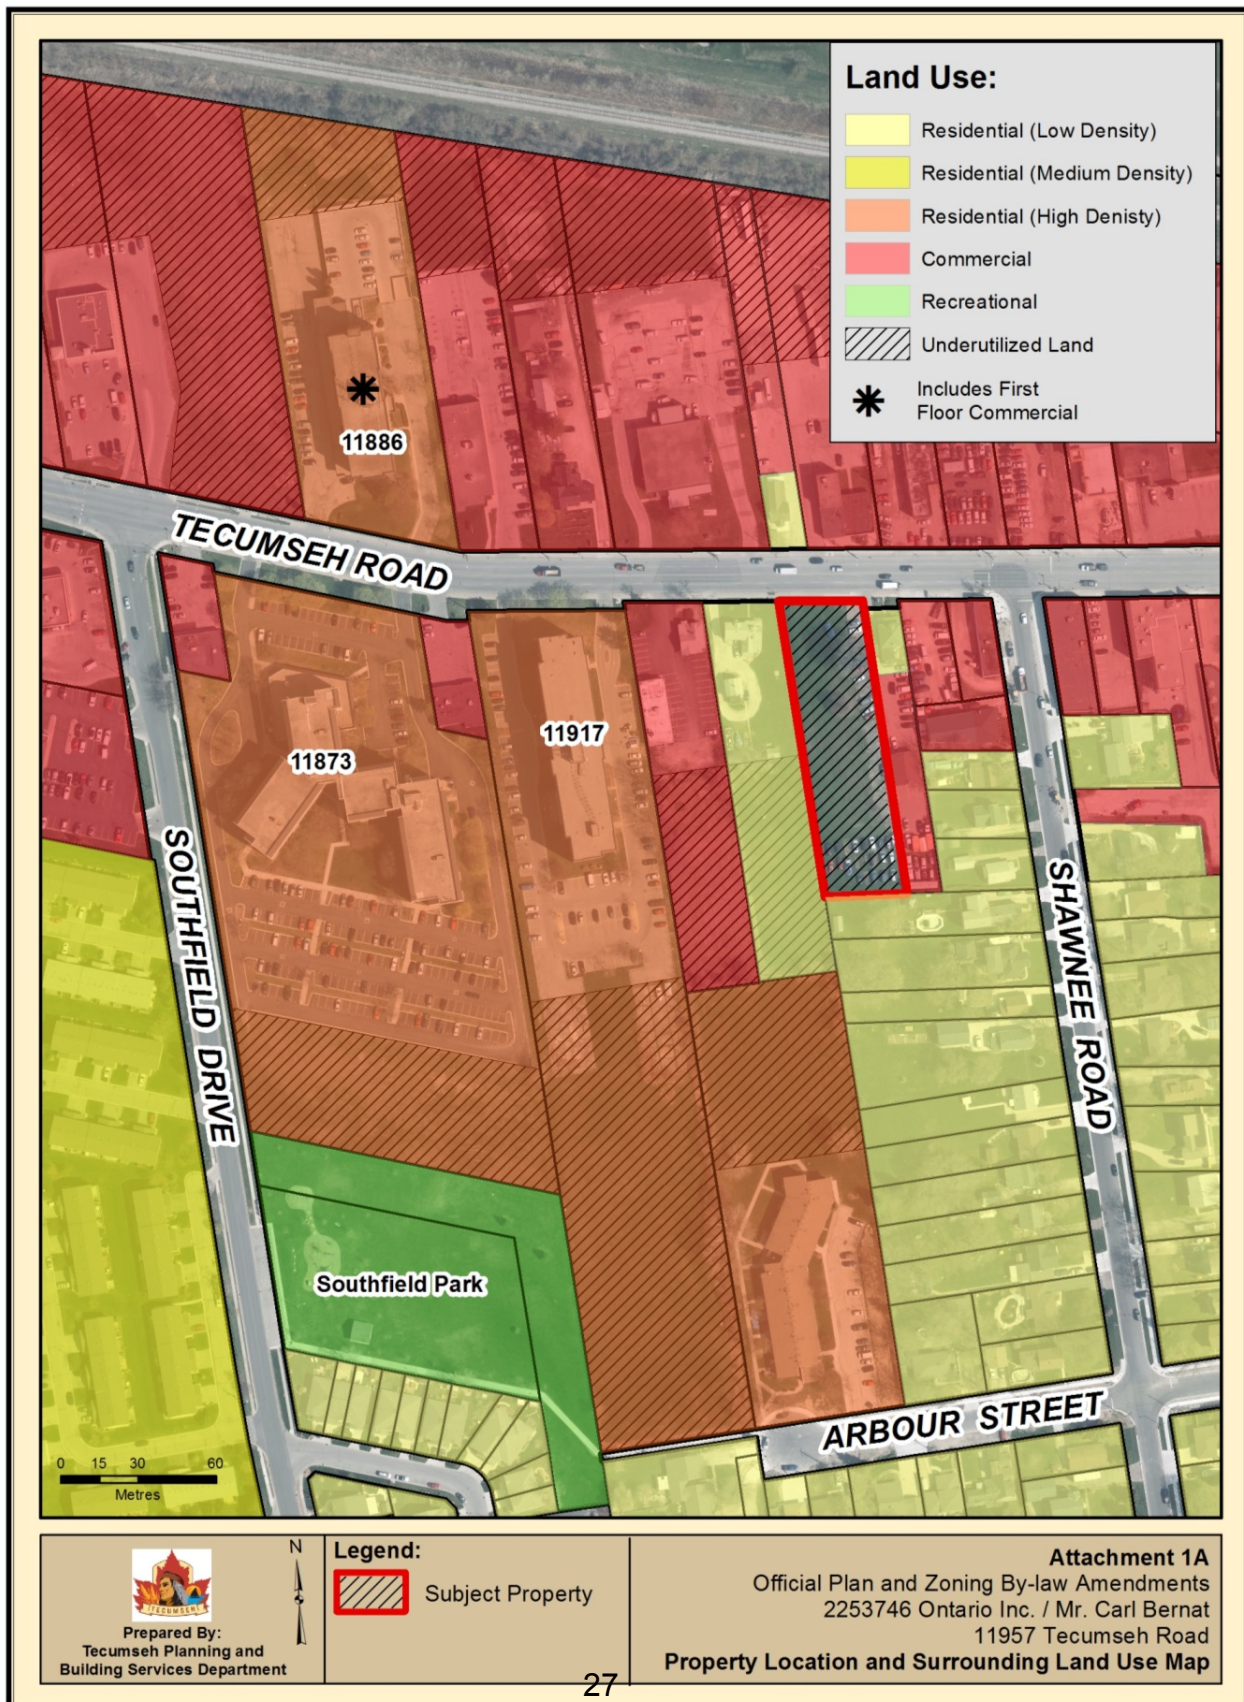 Land Use:
Residential (Low Density)
Residential (Medium Density)
Residential (High Denisty)
Commercial
Recreational
Underutilized Land
Includes First
Floor Commercial
11886
TECUMSEH ROAD
11917
11873
SOUTHFIELD DRIVE
SHAWNEE ROAD
Southfield Park
ARBOUR STREET
0 15 30 60
Metres
TECUMSEH
Prepared By:
Tecumseh Planning and
Building Services Department
N
Legend:
Subject Property
Attachment 1A
Official Plan and Zoning By-law Amendments
2253746 Ontario Inc. / Mr. Carl Bernat
11957 Tecumseh Road
Property Location and Surrounding Land Use Map
27